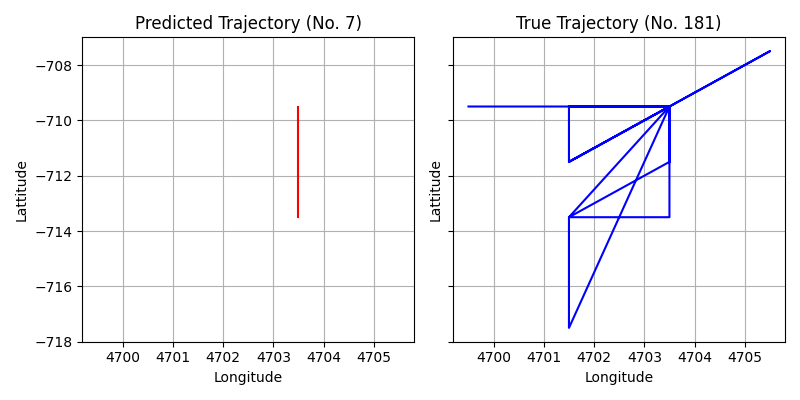 Predicted Trajectory (No. 7)
Lattitude
−708
−710
−712
−714
−716
−718
4700 4701 4702 4703 4704 4705
Longitude
True Trajectory (No. 181)
Lattitude
4700 4701 4702 4703 4704 4705
Longitude